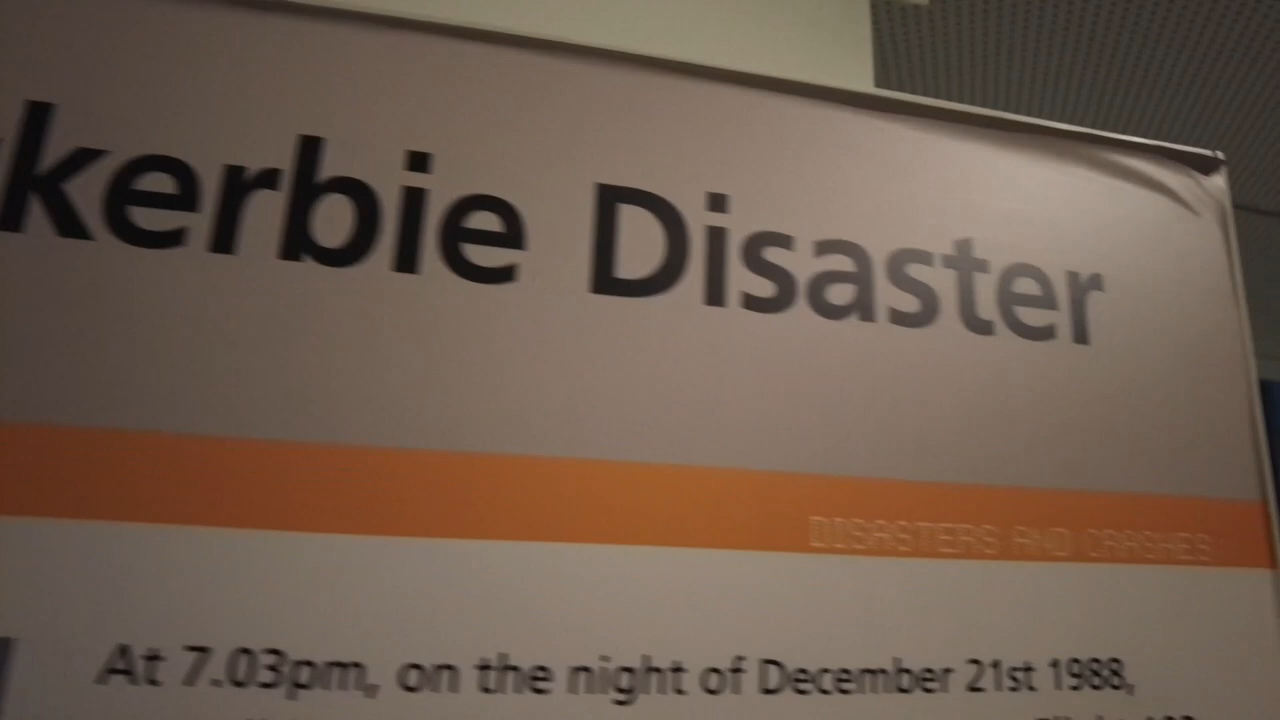 kerbie Disaster
DISASTERS AND CRASHES
At 7.03pm, on the night of December 21st 1988,